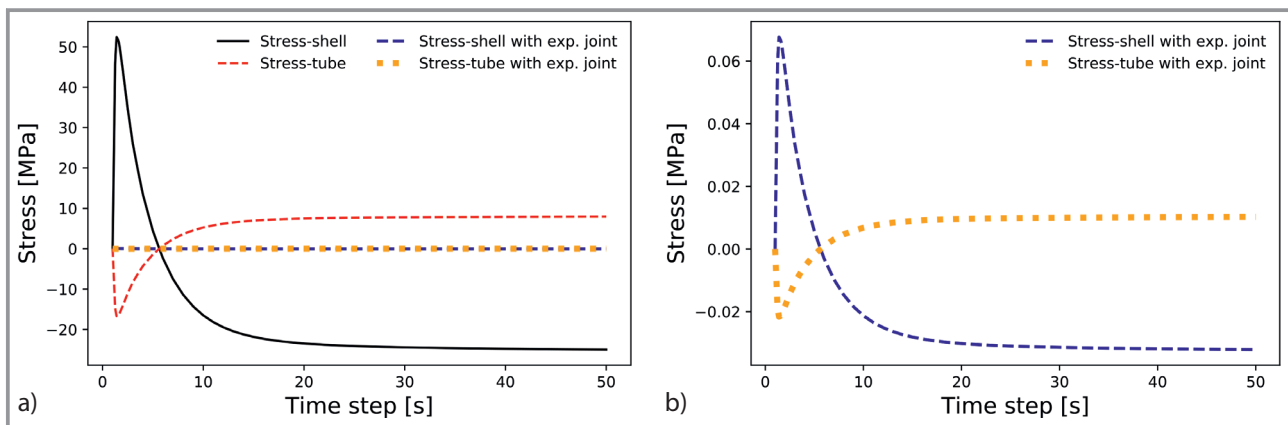 Stress-shell
Stress-tube
Stress-shell with exp. joint
Stress-tube with exp. joint
50
40
30
20
10
0
−10
−20
Stress [MPa]
0
10
20
30
40
50
Time step [s]
a)
Stress-shell with exp. joint
Stress-tube with exp. joint
0.06
0.04
0.02
0.00
−0.02
Stress [MPa]
0
10
20
30
40
50
Time step [s]
b)